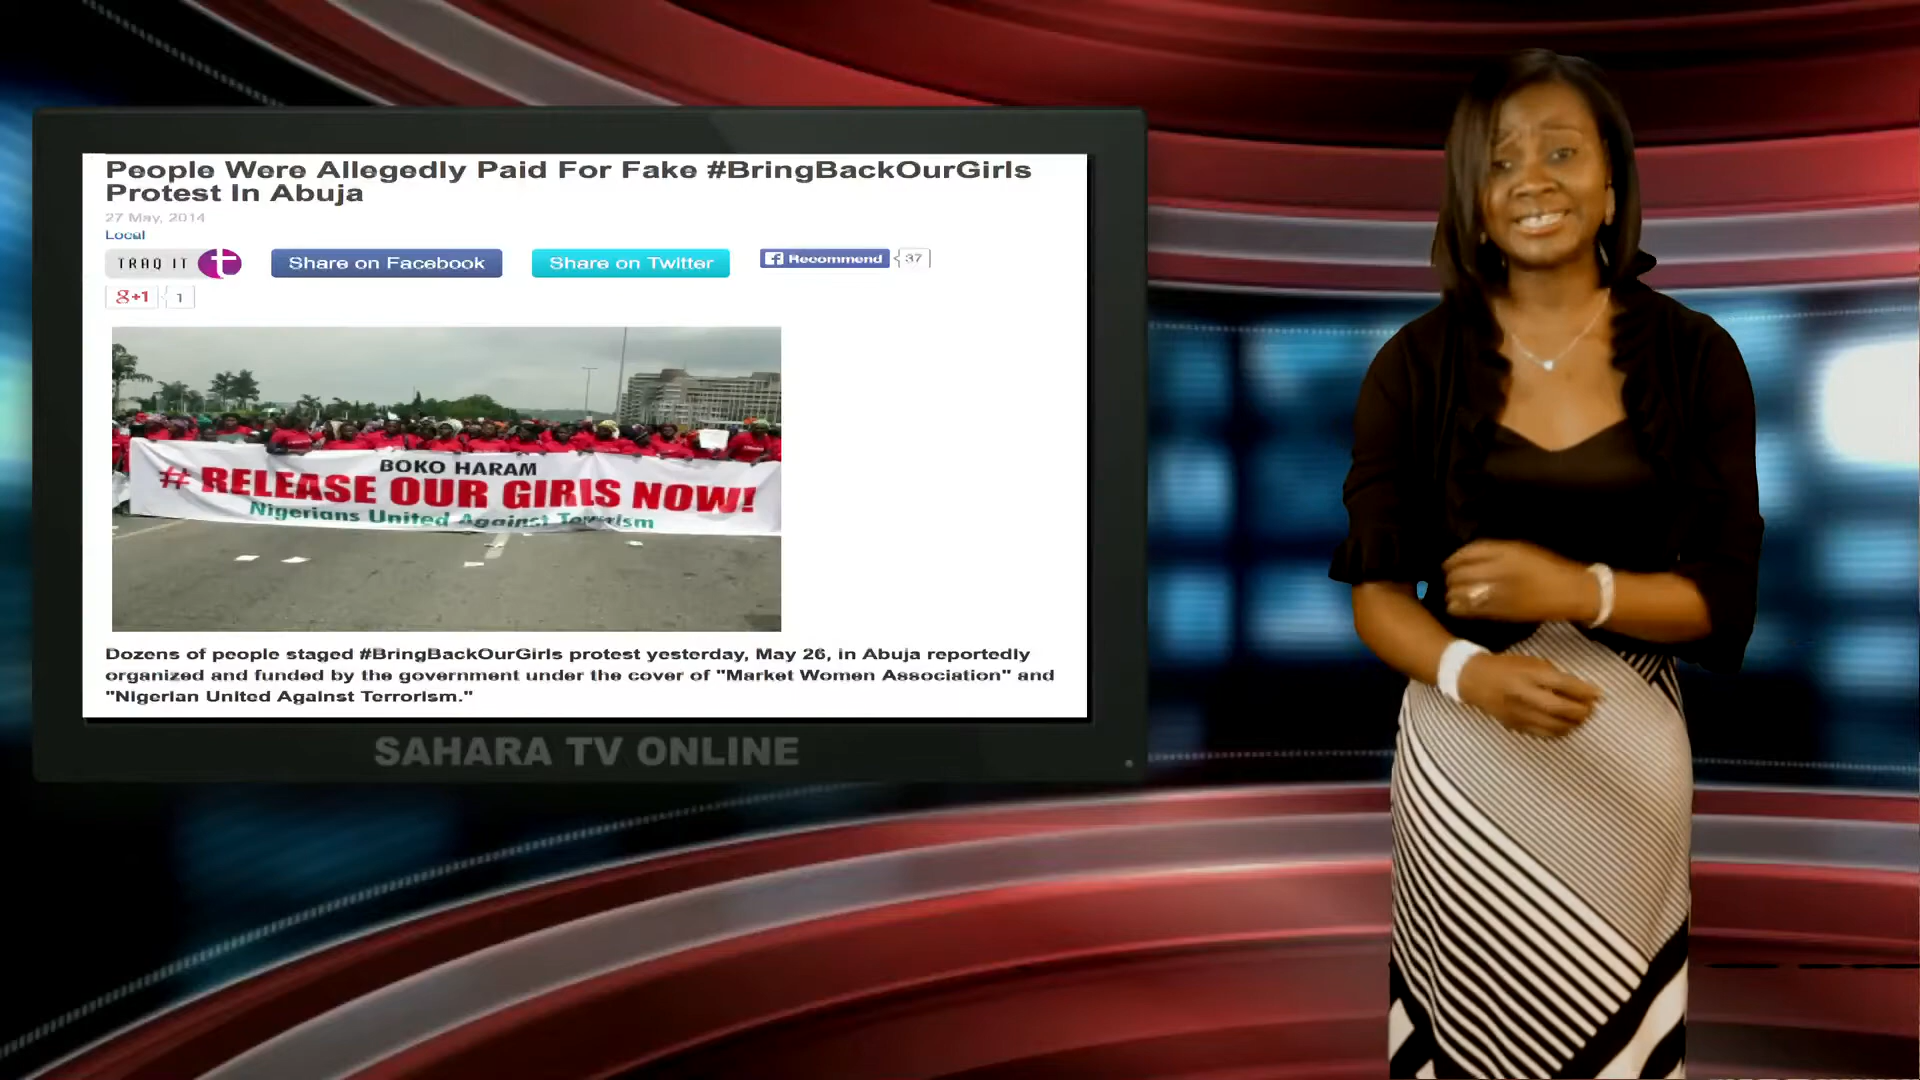 People Were Allegedly Paid For Fake #BringBackOurGirls
Protest In Abuja
27 May, 2014
Local
TRAQ IT
Share on Facebook
Share on Twitter
Recommend
37
g+1
1
BOKO HARAM
# RELEASE OUR GIRLS NOW!
Nigerians United Against Terrorism
Dozens of people staged #BringBackOurGirls protest yesterday, May 26, in Abuja reportedly
organized and funded by the government under the cover of "Market Women Association" and
"Nigerian United Against Terrorism."
SAHARA TV ONLINE